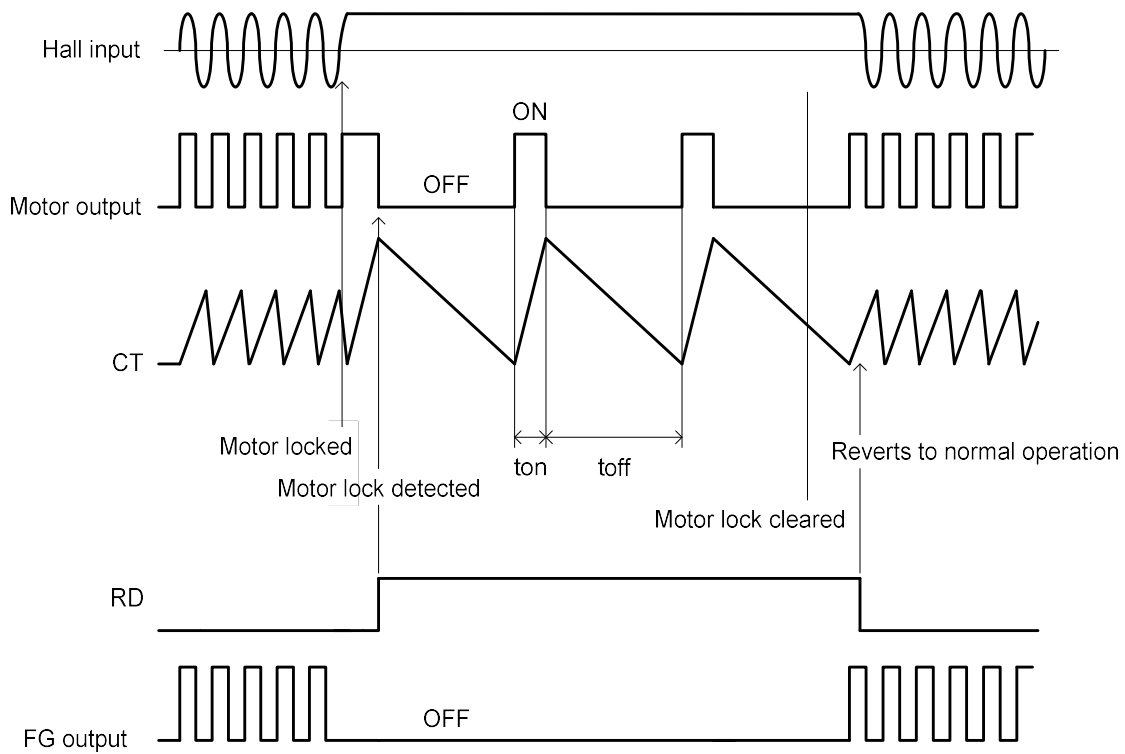 Hall input
ON
OFF
Motor output
CT
Motor locked
Reverts to normal operation
ton
toff
Motor lock detected
Motor lock cleared
RD
OFF
FG output